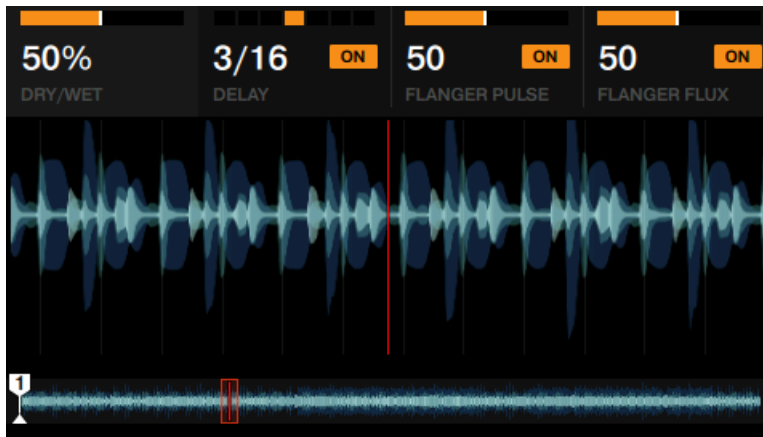 50% 3/16 ON 50 ON 50 ON
DRY/WET DELAY FLANGER PULSE FLANGER FLUX
1